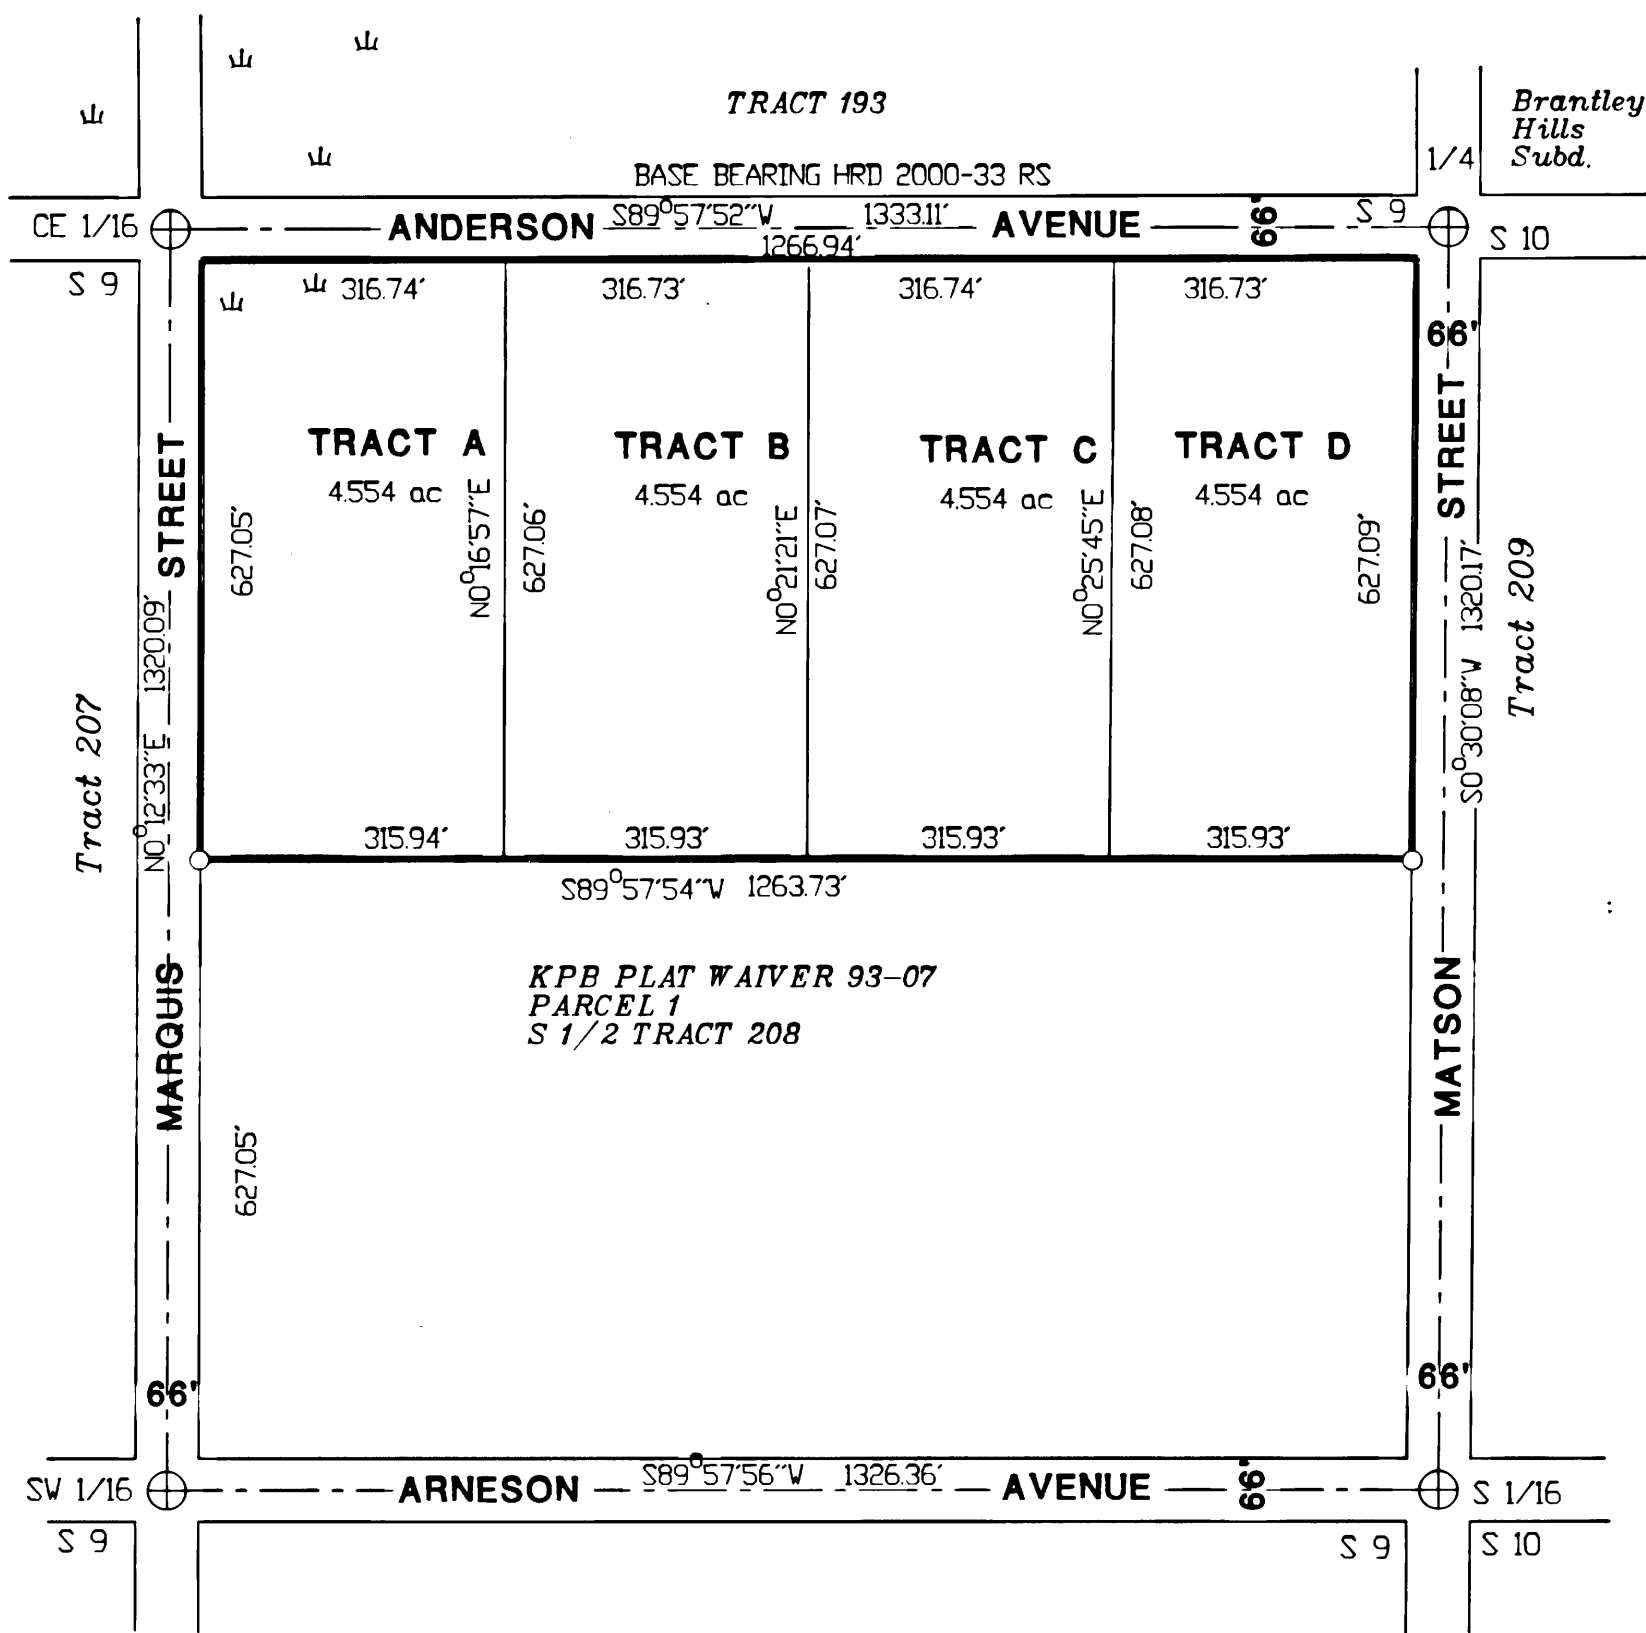 TRACT 193
Brantley
Hills
Subd.
BASE BEARING HRD 2000-33 RS
1/4
CE 1/16
ANDERSON S89°57'52"W 1333.11' AVENUE 66' S 9
S 10
1266.94'
S 9
316.74' 316.73' 316.74' 316.73'
66'
TRACT A
4.554 ac
TRACT B
4.554 ac
TRACT C
4.554 ac
TRACT D
4.554 ac
627.05'
N0°16'57"E
627.06'
N0°21'21"E
627.07'
N0°25'45"E
627.08'
627.09'
MARQUIS STREET
N0°12'33"E 1320.09'
Tract 207
MATSON STREET
S0°30'08"W 1320.17'
Tract 209
315.94' 315.93' 315.93' 315.93'
S89°57'54"W 1263.73'
KPB PLAT WAIVER 93-07
PARCEL 1
S 1/2 TRACT 208
627.05'
66'
66'
SW 1/16
ARNESON S89°57'56"W 1326.36' AVENUE 66'
S 1/16
S 9
S 9
S 10